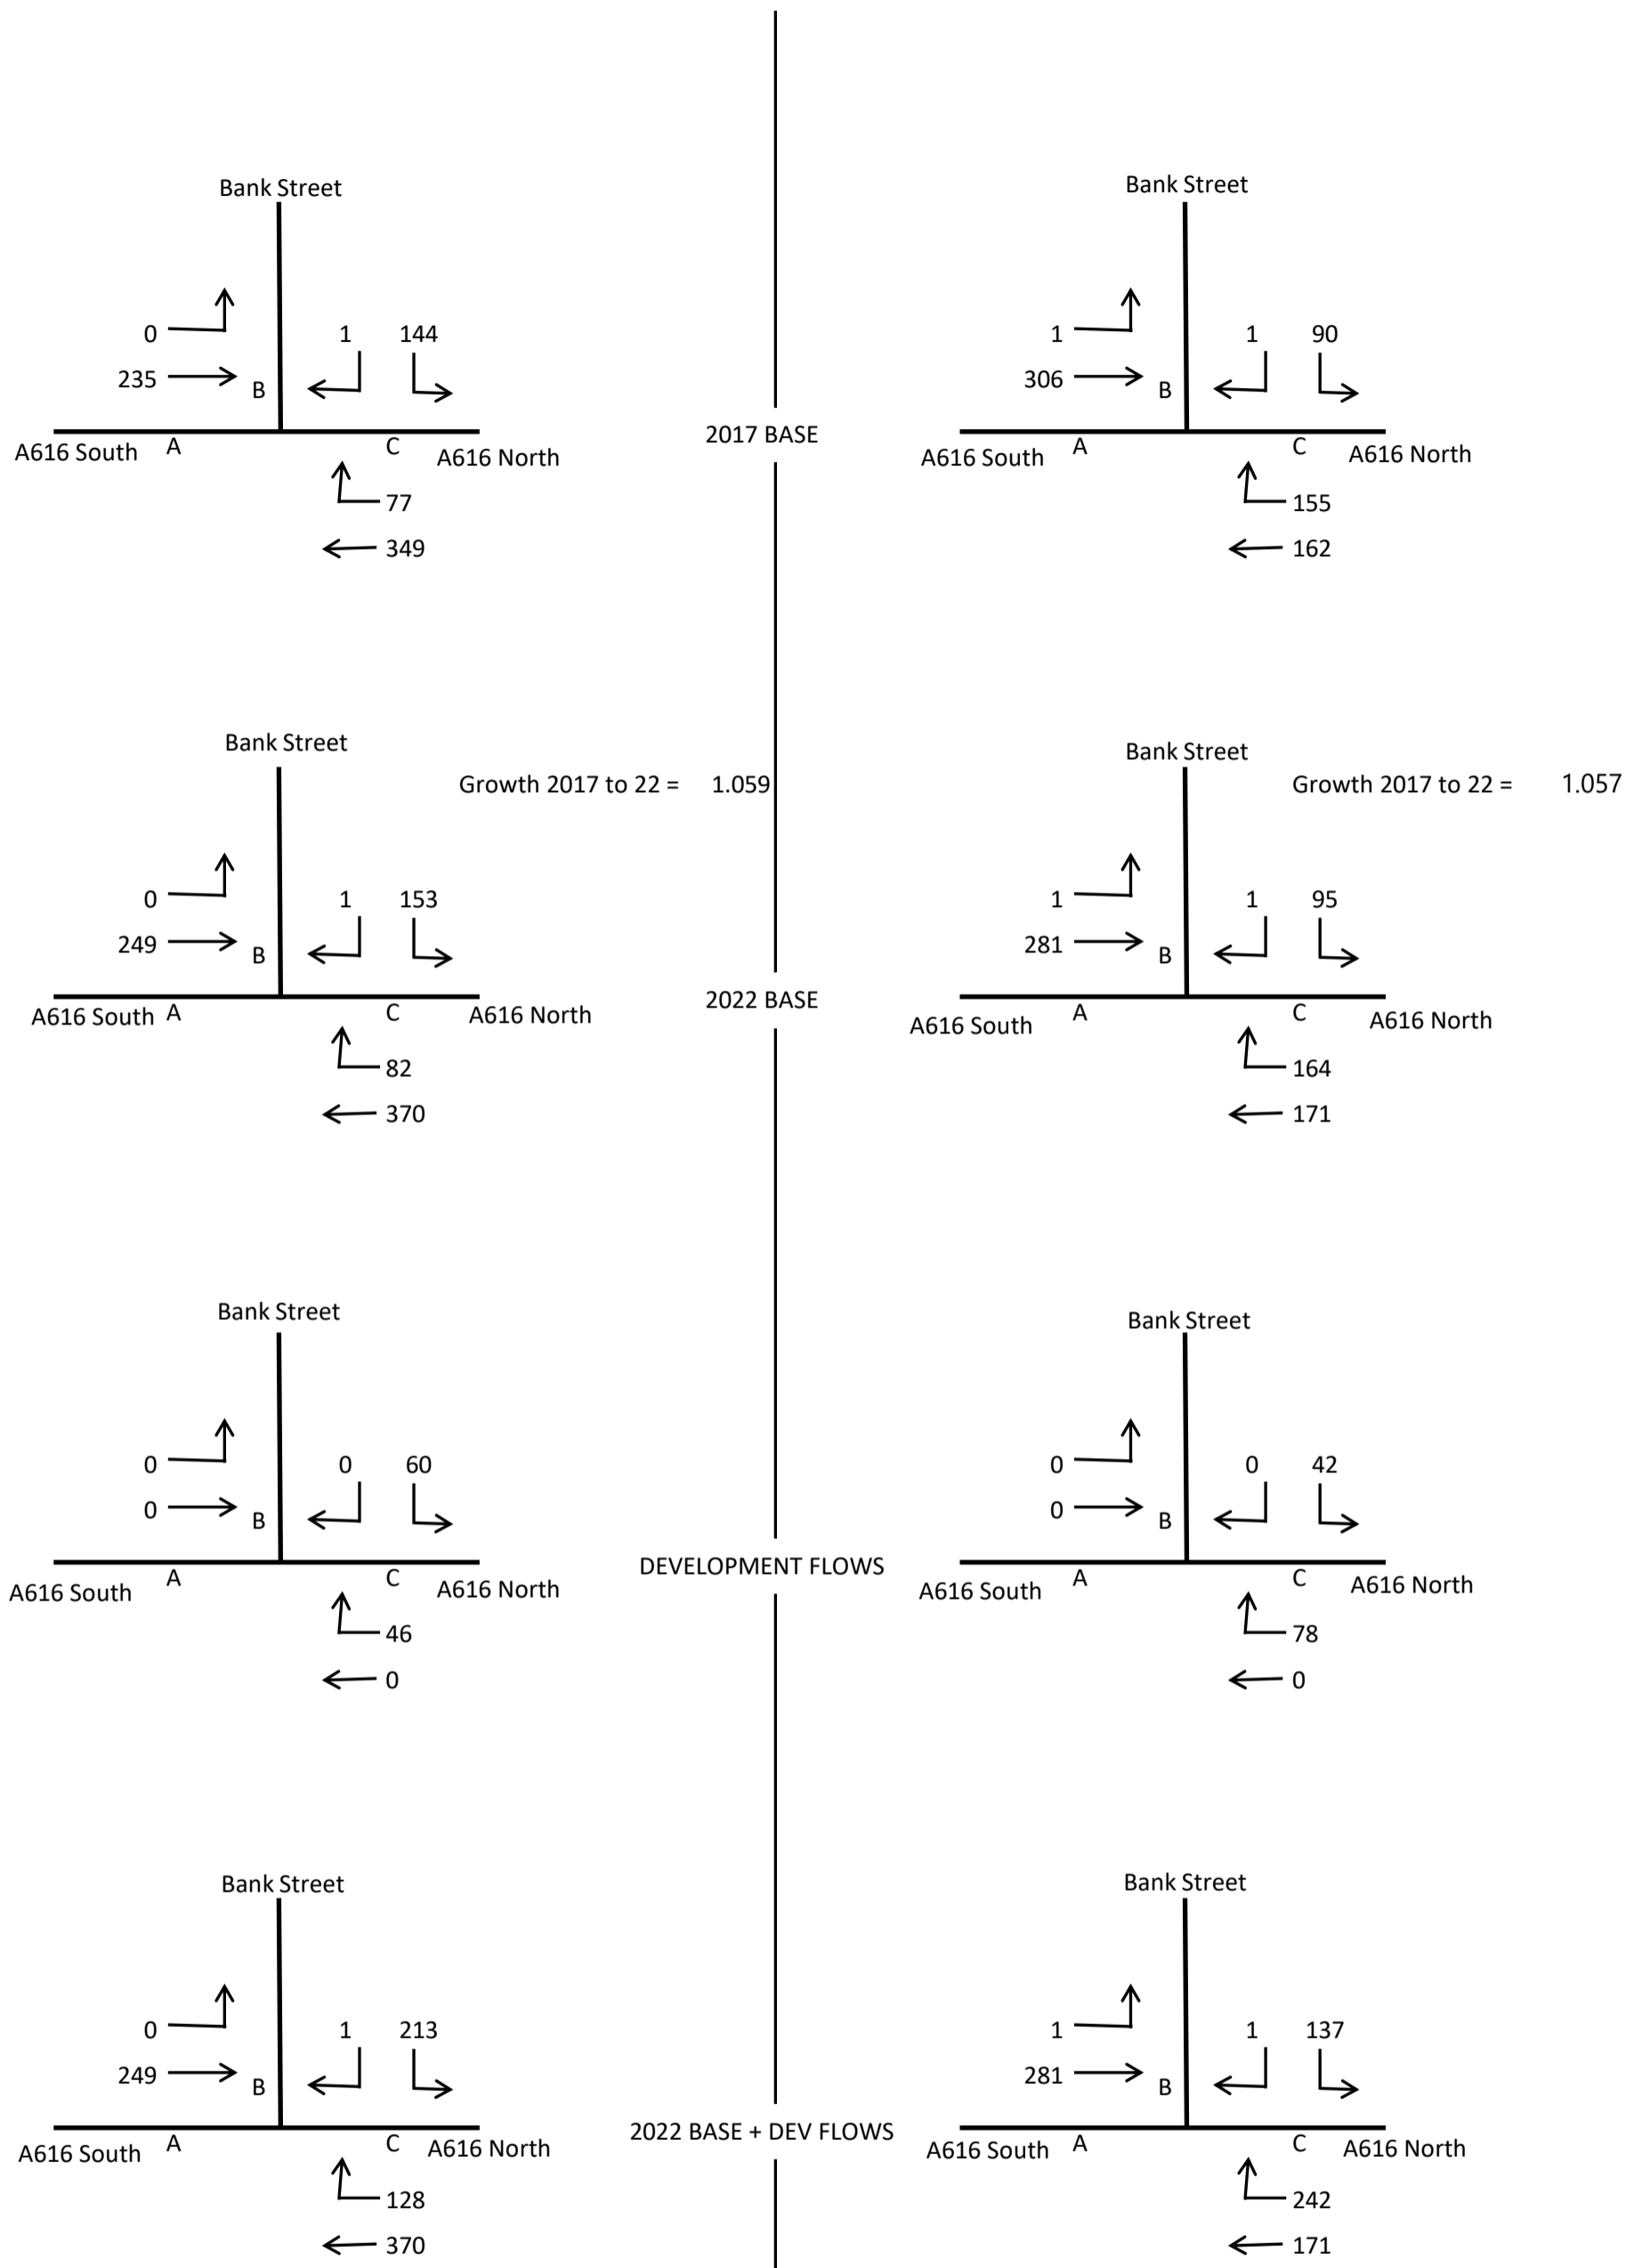 Bank Street
Bank Street
0 1 144
1 1 90
235 B
306 B
2017 BASE
A616 South A C A616 North
A616 South A C A616 North
77
155
349
162
Bank Street
Bank Street
Growth 2017 to 22 = 1.059
Growth 2017 to 22 = 1.057
0 1 153
1 1 95
249 B
281 B
2022 BASE
A616 South A C A616 North
A616 South A C A616 North
82
164
370
171
Bank Street
Bank Street
0 0 60
0 0 42
0 B
0 B
DEVELOPMENT FLOWS
A616 South A C A616 North
A616 South A C A616 North
46
78
0
0
Bank Street
Bank Street
0 1 213
1 1 137
249 B
281 B
2022 BASE + DEV FLOWS
A616 South A C A616 North
A616 South A C A616 North
128
242
370
171